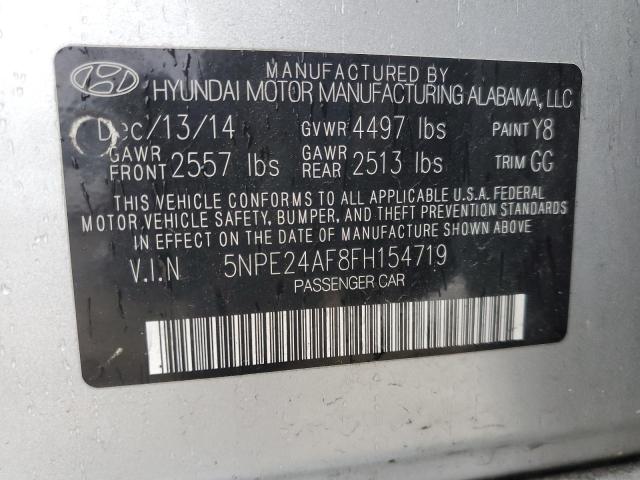 MANUFACTURED BY
HYUNDAI MOTOR MANUFACTURING ALABAMA, LLC
Dec/13/14 GVWR 4497 lbs PAINT Y8
GAWR FRONT 2557 lbs GAWR REAR 2513 lbs TRIM GG
THIS VEHICLE CONFORMS TO ALL APPLICABLE U.S.A. FEDERAL
MOTOR VEHICLE SAFETY, BUMPER, AND THEFT PREVENTION STANDARDS
IN EFFECT ON THE DATE OF MANUFACTURE SHOWN ABOVE.
V.I.N 5NPE24AF8FH154719
PASSENGER CAR